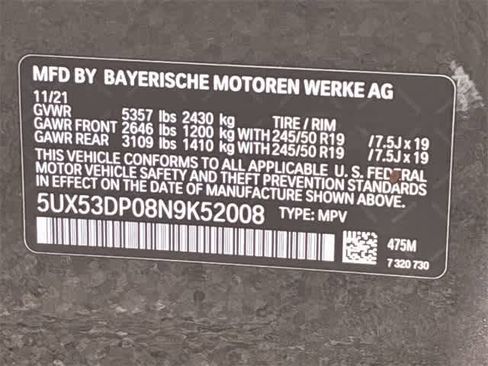 MFD BY BAYERISCHE MOTOREN WERKE AG
11/21
GVWR 5357 lbs 2430 kg TIRE / RIM
GAWR FRONT 2646 lbs 1200 kg WITH 245/50 R19 / 7.5J x 19
GAWR REAR 3109 lbs 1410 kg WITH 245/50 R19 / 7.5J x 19
THIS VEHICLE CONFORMS TO ALL APPLICABLE U. S. FEDERAL
MOTOR VEHICLE SAFETY AND THEFT PREVENTION STANDARDS
IN EFFECT ON THE DATE OF MANUFACTURE SHOWN ABOVE.
5UX53DP08N9K52008 TYPE: MPV
475M
7 320 730